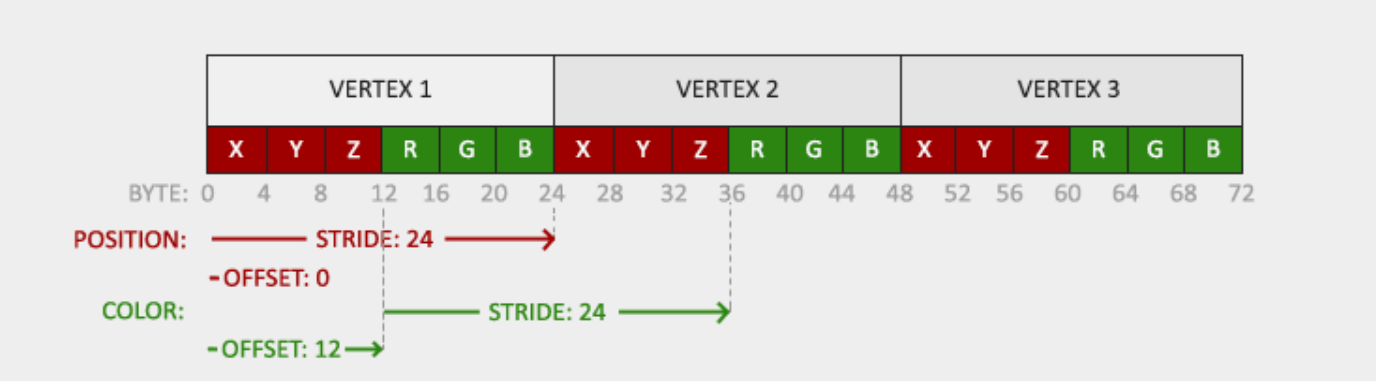 VERTEX 1 VERTEX 2 VERTEX 3
X Y Z R G B X Y Z R G B X Y Z R G B
BYTE: 0 4 8 12 16 20 24 28 32 36 40 44 48 52 56 60 64 68 72
POSITION: STRIDE: 24
-OFFSET: 0
COLOR: STRIDE: 24
-OFFSET: 12